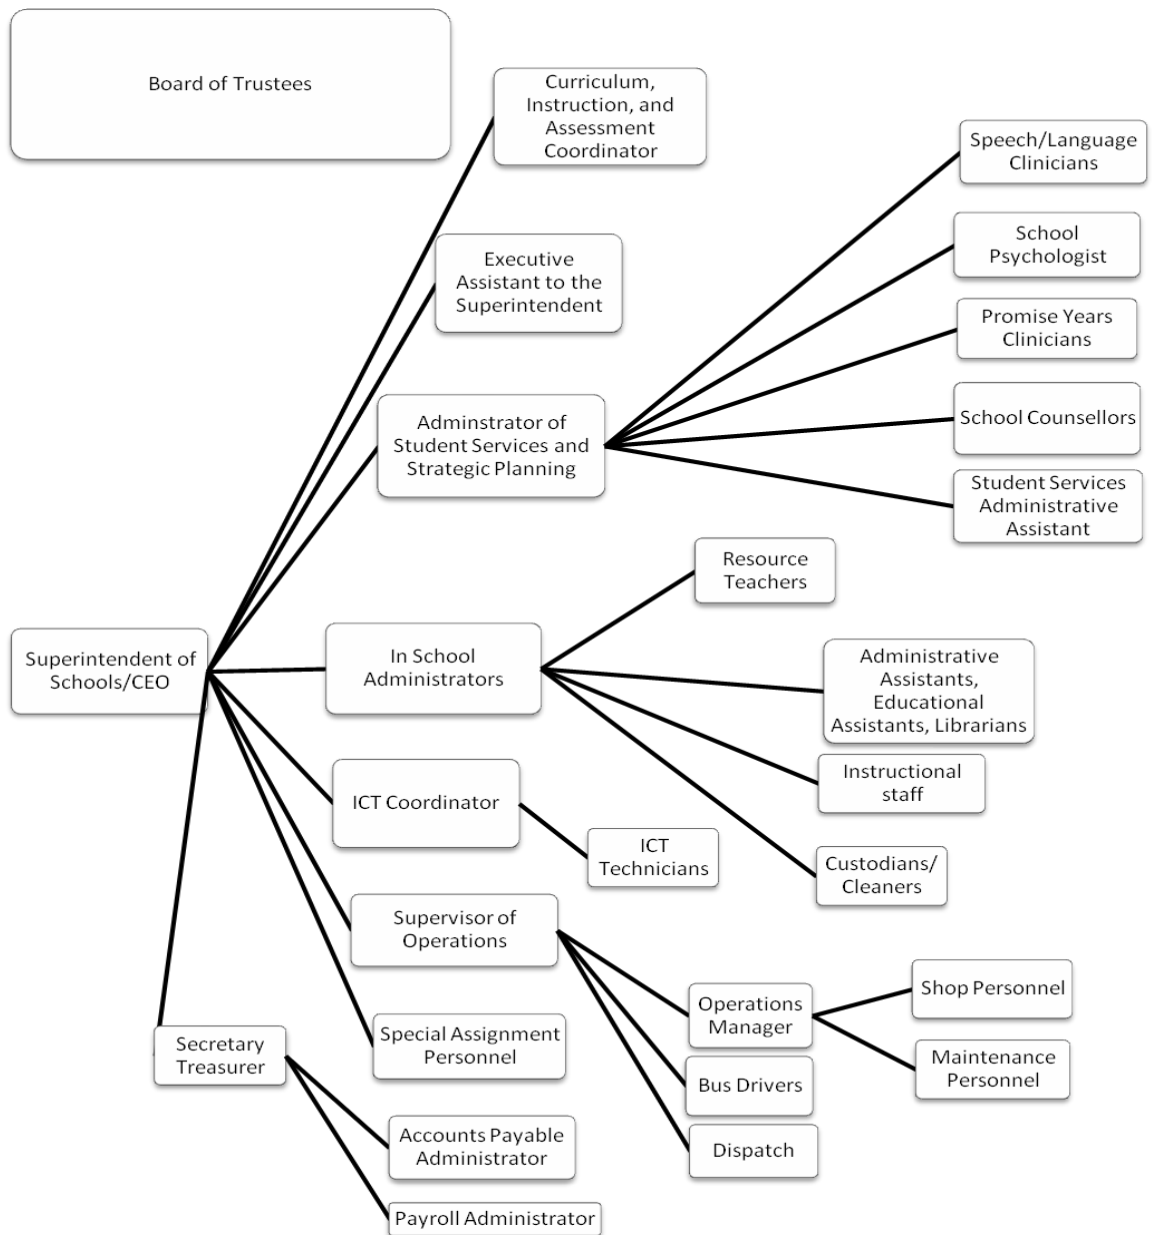 Board of Trustees
Curriculum,
Instruction, and
Assessment
Coordinator
Executive
Assistant to the
Superintendent
Adminstrator of
Student Services and
Strategic Planning
Speech/Language
Clinicians
School
Psychologist
Promise Years
Clinicians
School Counsellors
Student Services
Administrative
Assistant
Superintendent of
Schools/CEO
In School
Administrators
Resource
Teachers
Administrative
Assistants,
Educational
Assistants, Librarians
Instructional
staff
Custodians/
Cleaners
ICT Coordinator
ICT
Technicians
Supervisor of
Operations
Operations
Manager
Shop Personnel
Maintenance
Personnel
Bus Drivers
Dispatch
Special Assignment
Personnel
Secretary
Treasurer
Accounts Payable
Administrator
Payroll Administrator